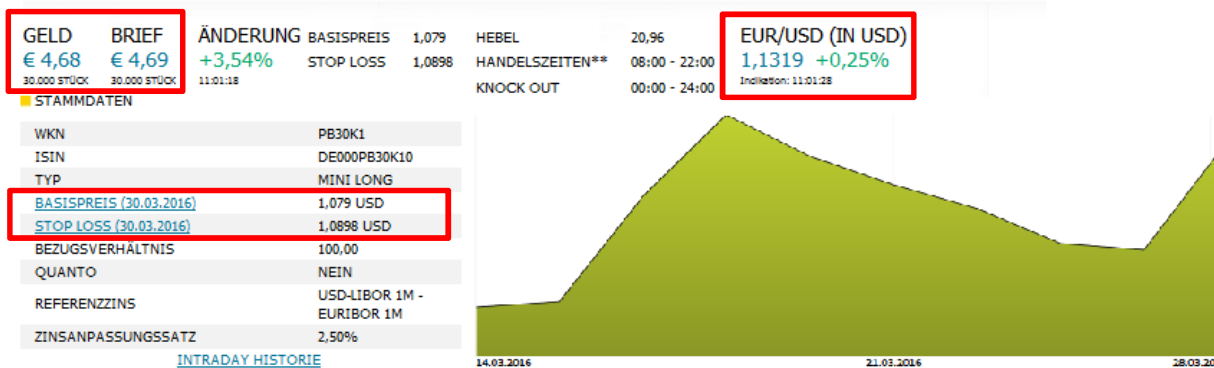 GELD BRIEF ÄNDERUNG BASISPREIS 1,079 HEBEL 20,96 EUR/USD (IN USD)
€ 4,68 € 4,69 +3,54% STOP LOSS 1,0898 HANDELSZEITEN** 08:00 - 22:00 1,1319 +0,25%
30.000 STÜCK 30.000 STÜCK 11:01:18 KNOCK OUT 00:00 - 24:00 Indikation: 11:01:28
STAMMDATEN
WKN PB30K1
ISIN DE000PB30K10
TYP MINI LONG
BASISPREIS (30.03.2016) 1,079 USD
STOP LOSS (30.03.2016) 1,0898 USD
BEZUGSVERHÄLTNIS 100,00
QUANTO NEIN
REFERENZZINS USD-LIBOR 1M -
EURIBOR 1M
ZINSANPASSUNGSSATZ 2,50%
INTRADAY HISTORIE
14.03.2016 21.03.2016 28.03.20